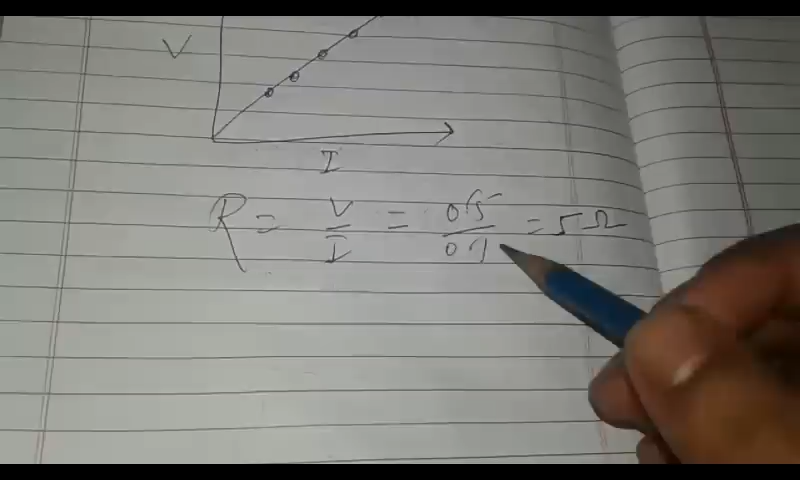 V
I
R = V/I = 0.5/0.1 = 5 Ω